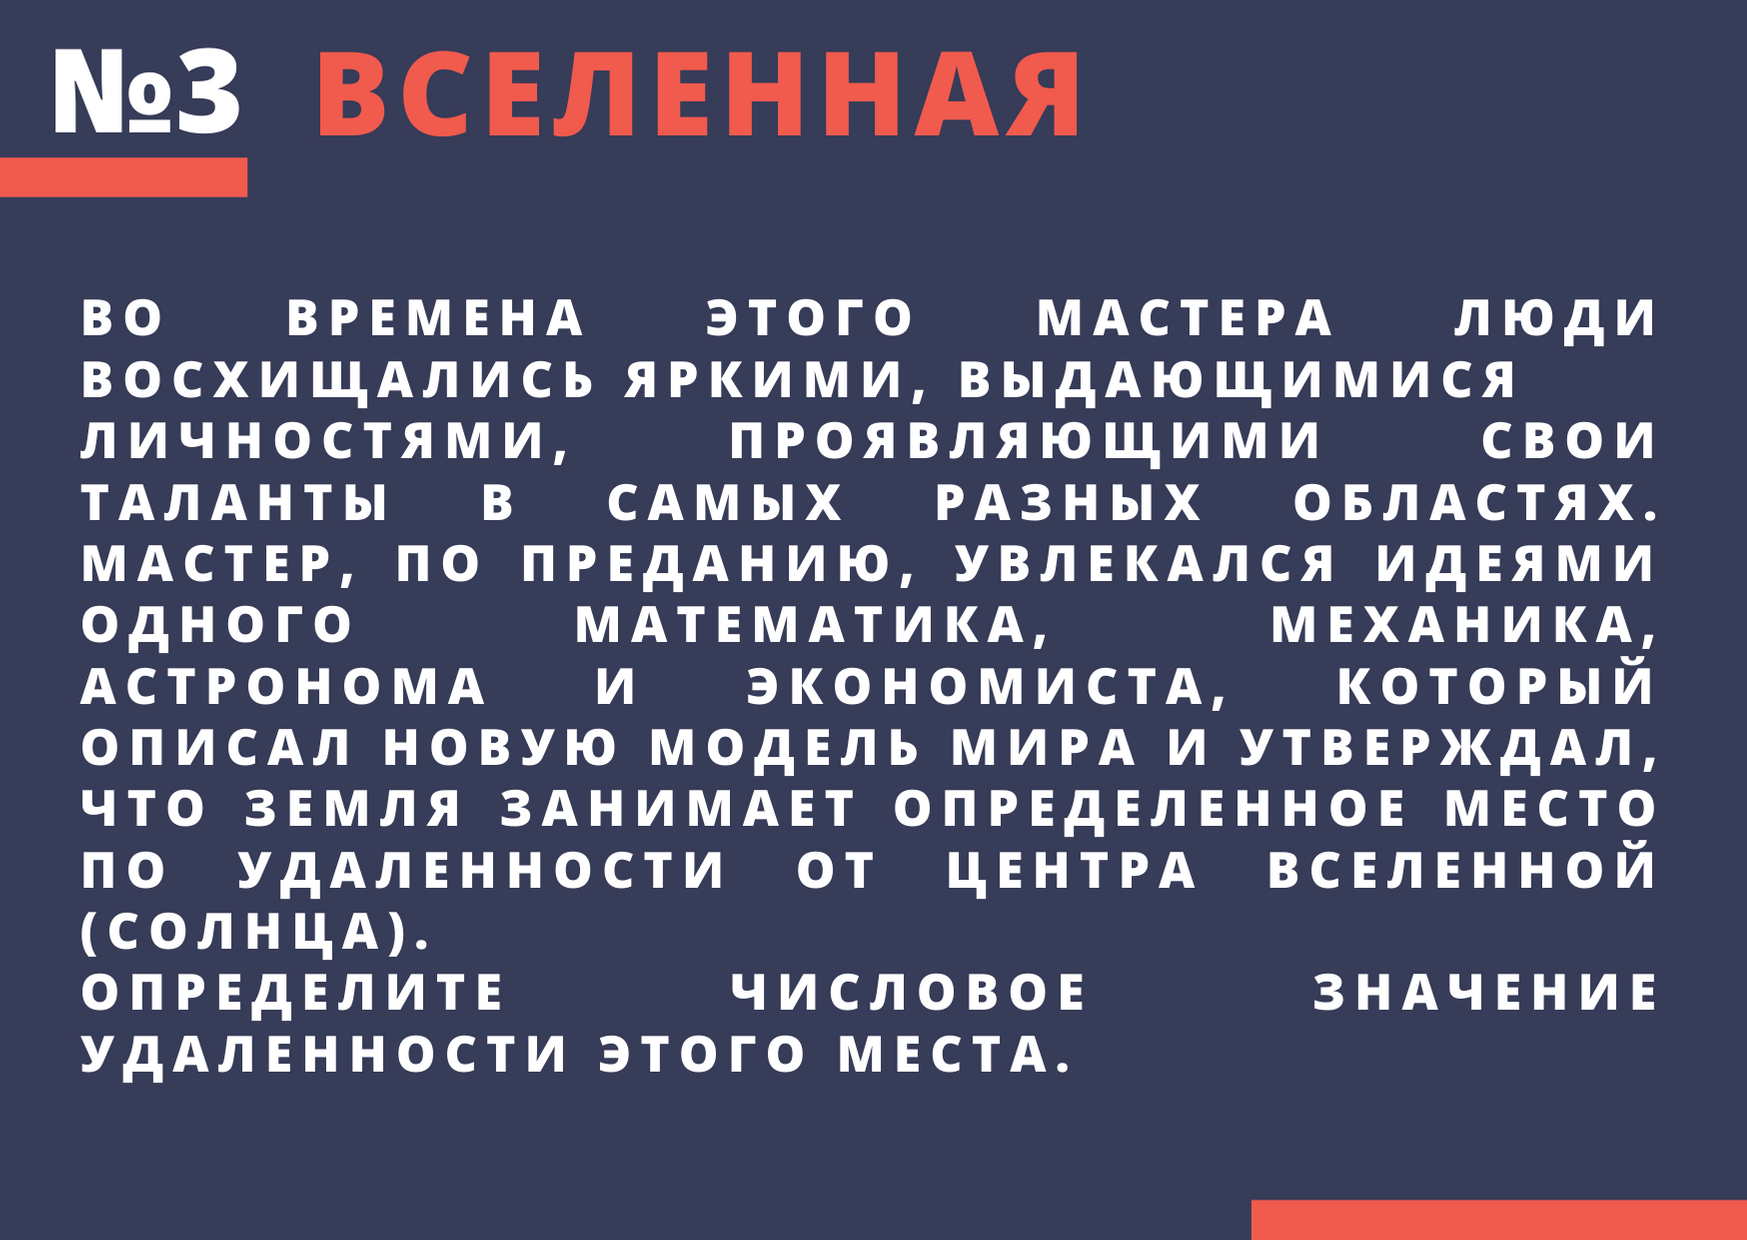 №3 ВСЕЛЕННАЯ
ВО ВРЕМЕНА ЭТОГО МАСТЕРА ЛЮДИ
ВОСХИЩАЛИСЬ ЯРКИМИ, ВЫДАЮЩИМИСЯ
ЛИЧНОСТЯМИ, ПРОЯВЛЯЮЩИМИ СВОИ
ТАЛАНТЫ В САМЫХ РАЗНЫХ ОБЛАСТЯХ.
МАСТЕР, ПО ПРЕДАНИЮ, УВЛЕКАЛСЯ ИДЕЯМИ
ОДНОГО МАТЕМАТИКА, МЕХАНИКА,
АСТРОНОМА И ЭКОНОМИСТА, КОТОРЫЙ
ОПИСАЛ НОВУЮ МОДЕЛЬ МИРА И УТВЕРЖДАЛ,
ЧТО ЗЕМЛЯ ЗАНИМАЕТ ОПРЕДЕЛЕННОЕ МЕСТО
ПО УДАЛЕННОСТИ ОТ ЦЕНТРА ВСЕЛЕННОЙ
(СОЛНЦА).
ОПРЕДЕЛИТЕ ЧИСЛОВОЕ ЗНАЧЕНИЕ
УДАЛЕННОСТИ ЭТОГО МЕСТА.